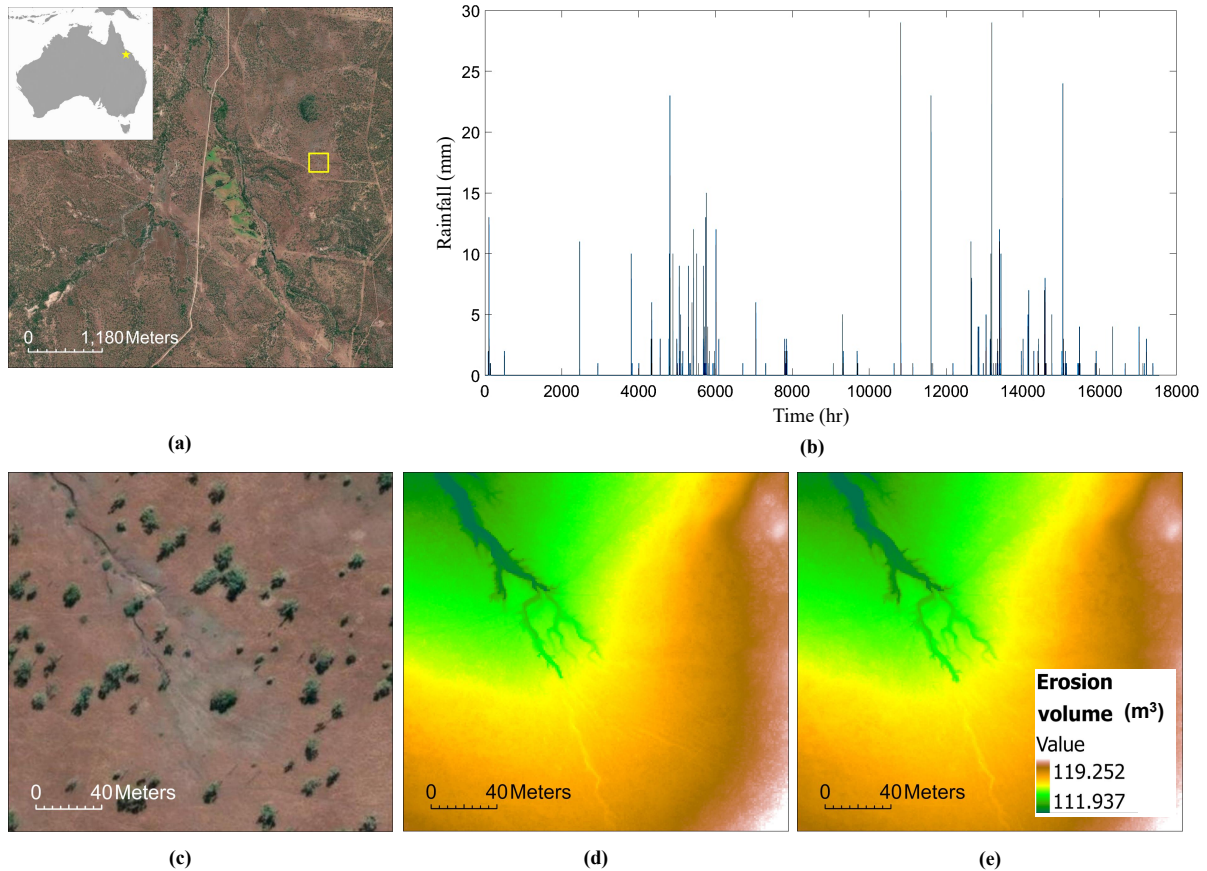 0 1,180 Meters
(a)
30
25
20
15
10
5
0
Rainfall (mm)
0 2000 4000 6000 8000 10000 12000 14000 16000 18000
Time (hr)
(b)
0 40 Meters
(c)
0 40 Meters
(d)
0 40 Meters
Erosion
volume (m³)
Value
119.252
111.937
(e)